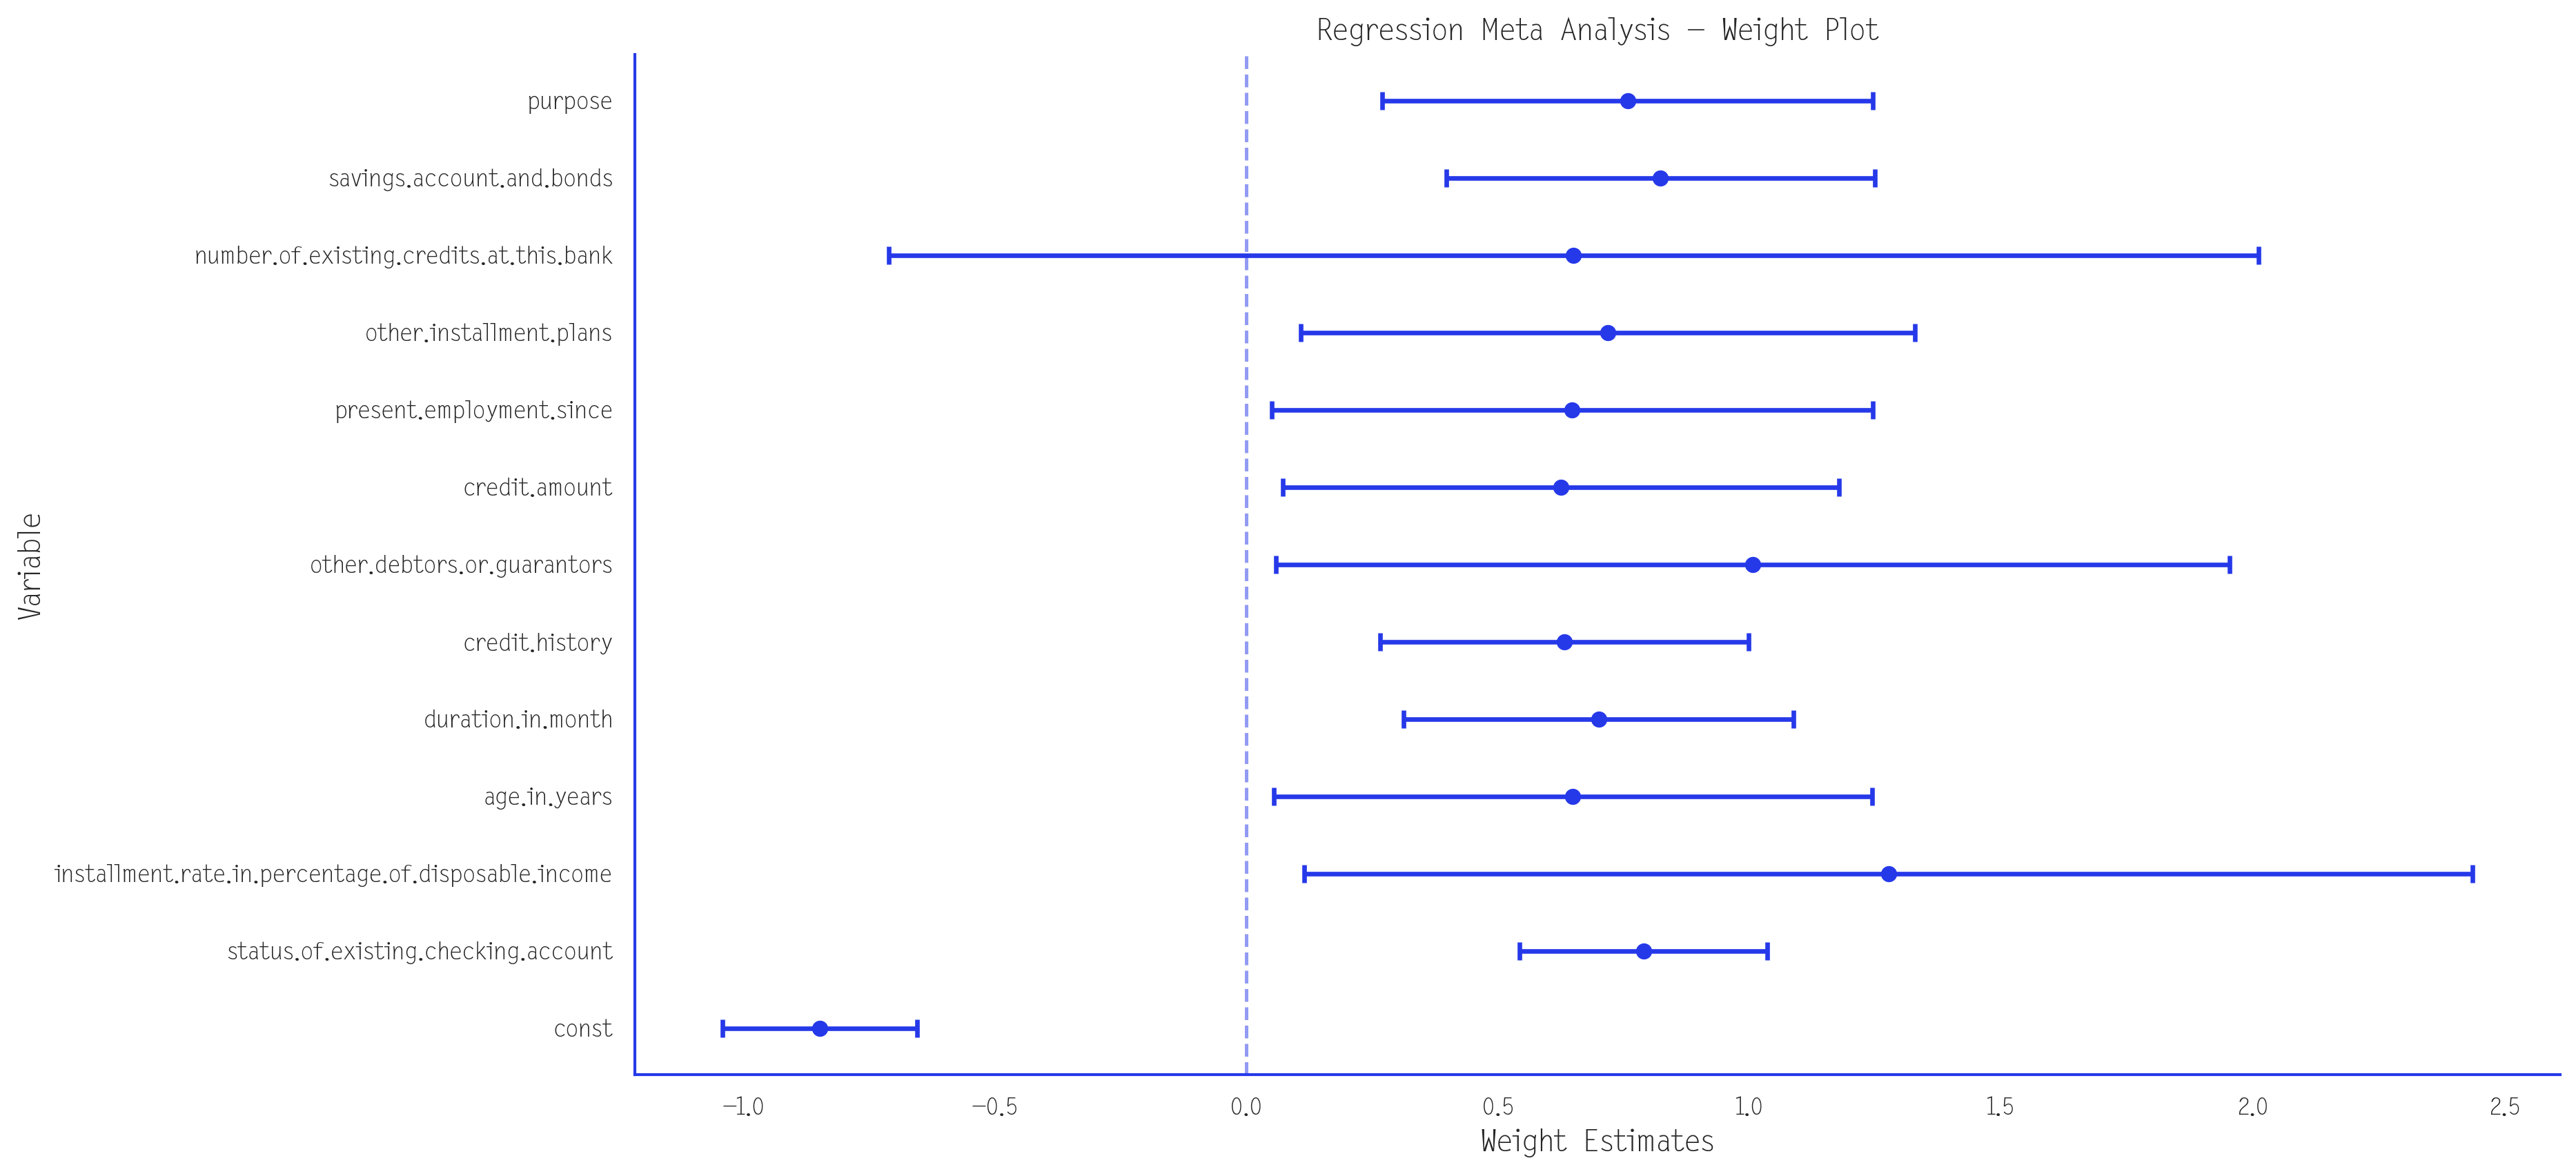 Regression Meta Analysis – Weight Plot
purpose
savings.account.and.bonds
number.of.existing.credits.at.this.bank
other.installment.plans
present.employment.since
credit.amount
other.debtors.or.guarantors
credit.history
duration.in.month
age.in.years
installment.rate.in.percentage.of.disposable.income
status.of.existing.checking.account
const
Variable
−1.0 −0.5 0.0 0.5 1.0 1.5 2.0 2.5
Weight Estimates